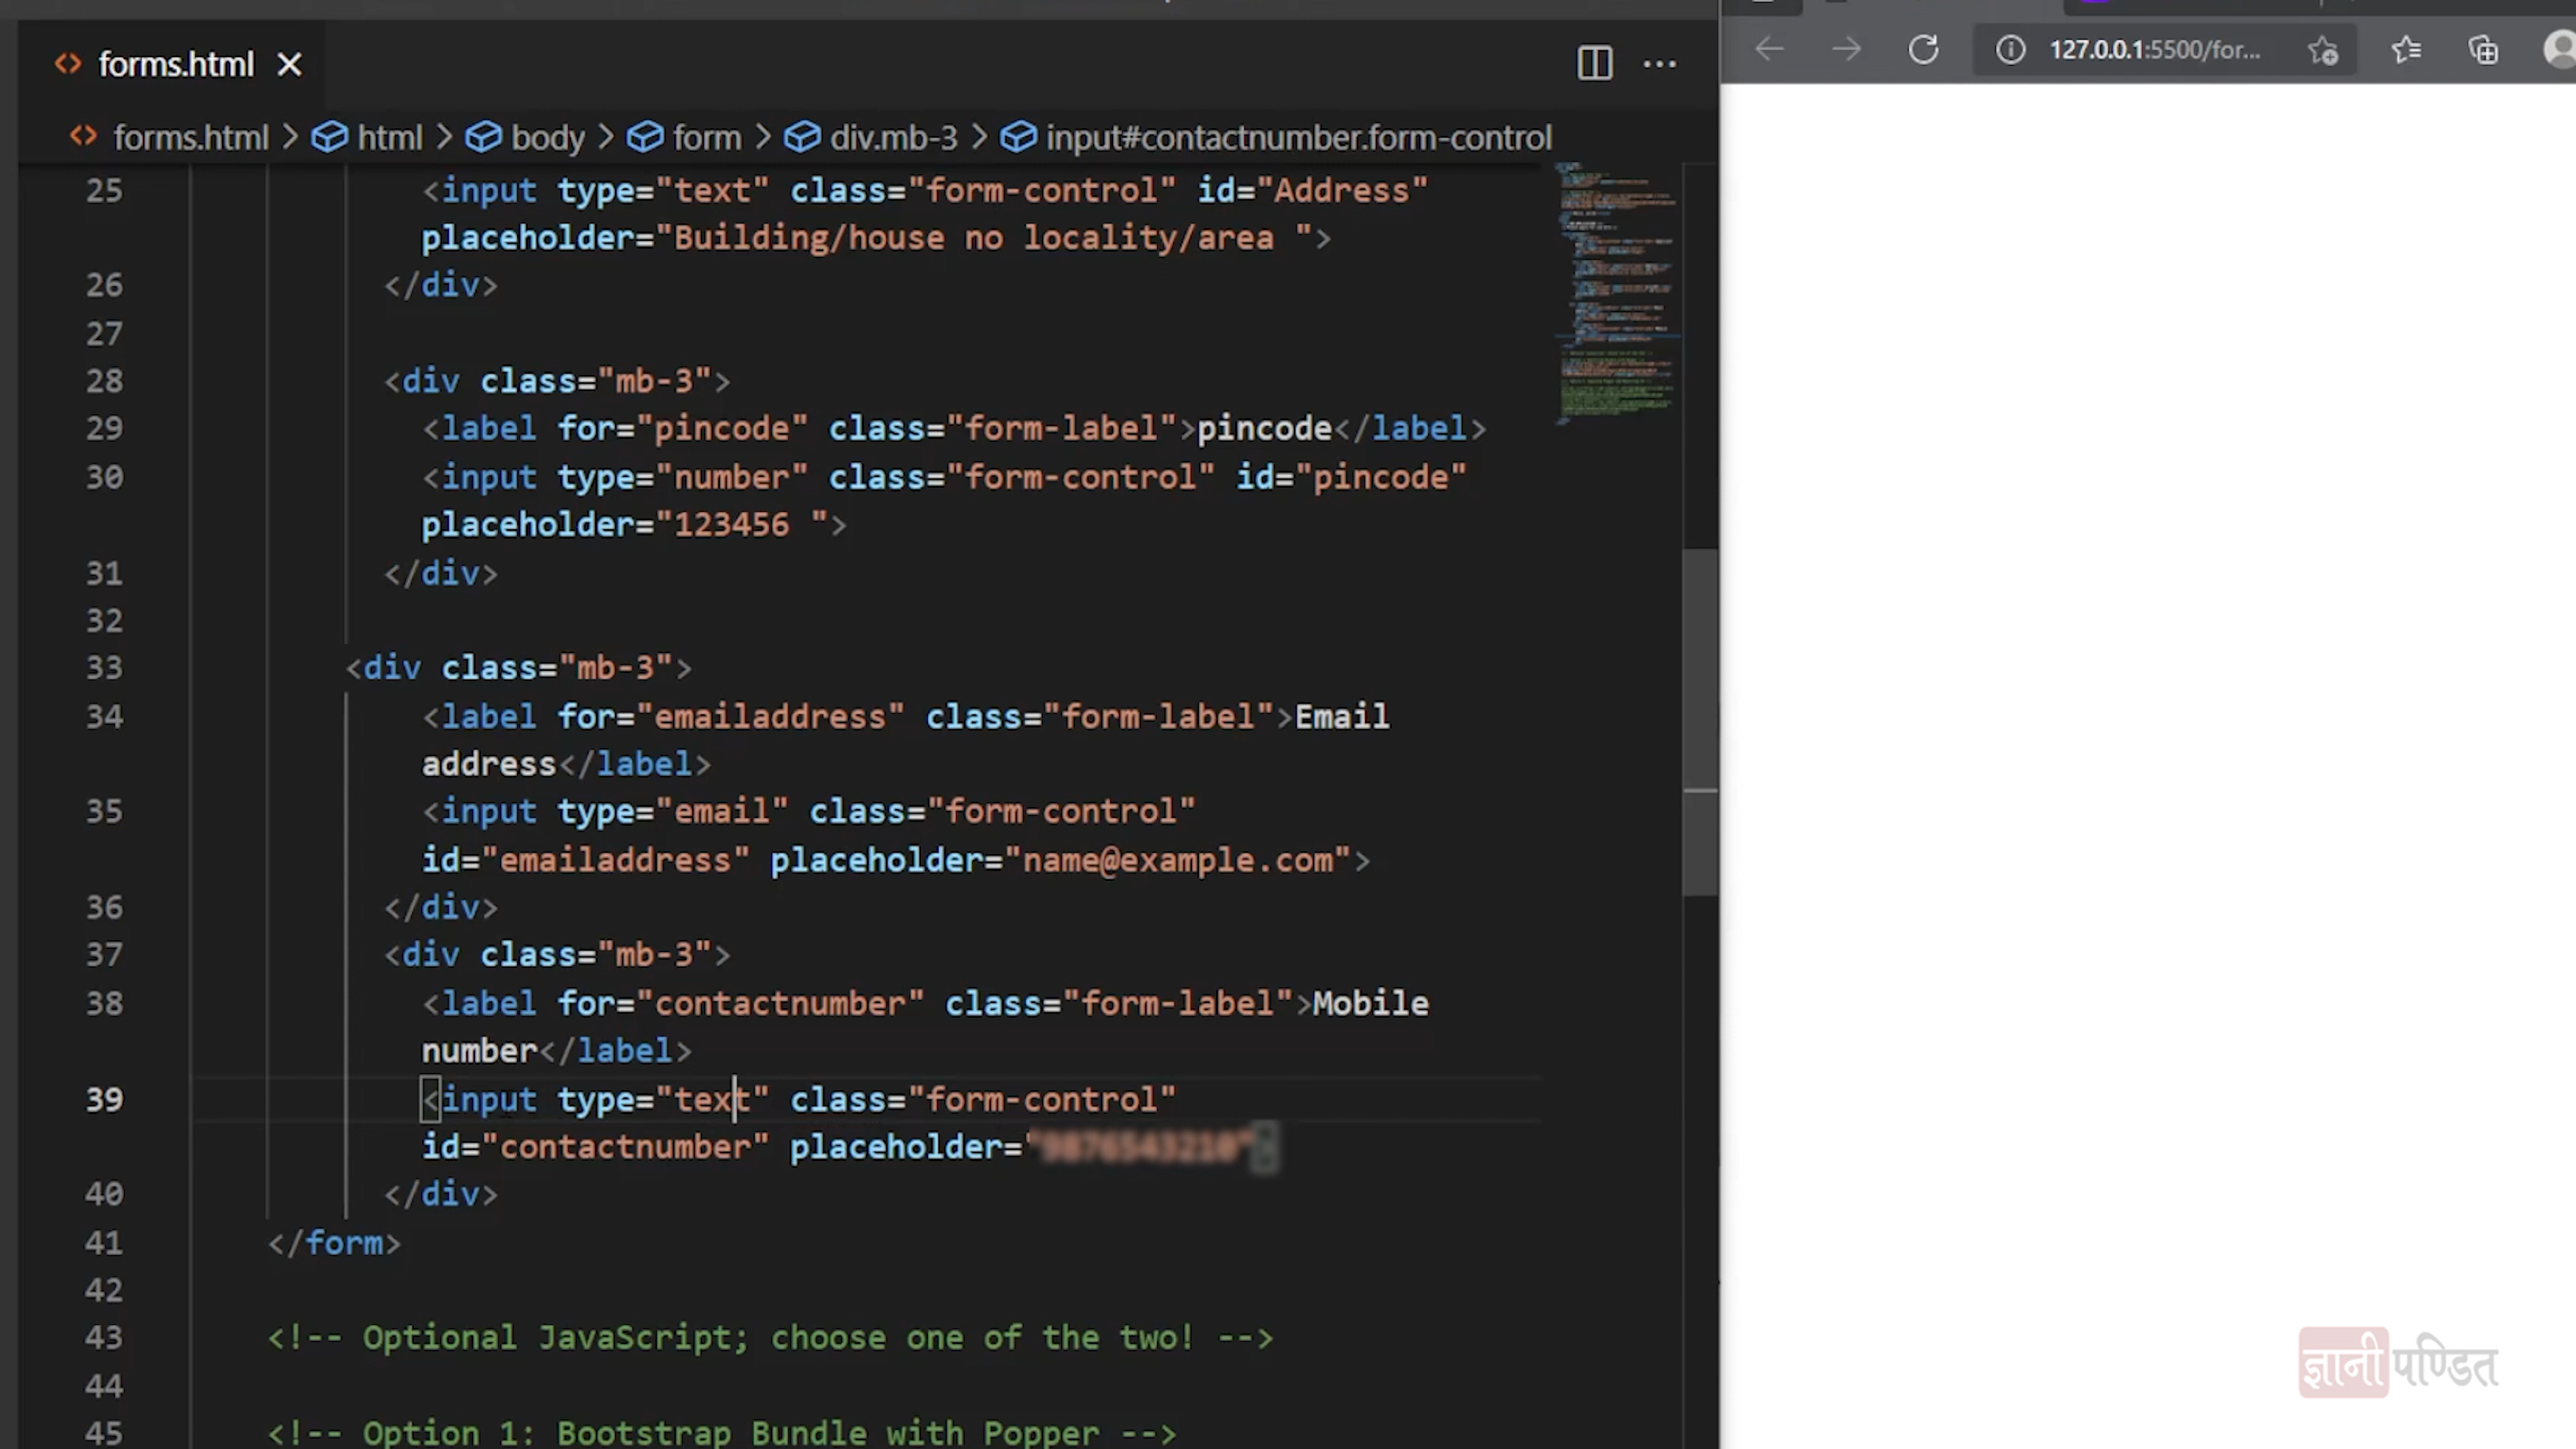 forms.html
127.0.0.1:5500/for...
forms.html > html > body > form > div.mb-3 > input#contactnumber.form-control
25 <input type="text" class="form-control" id="Address"
placeholder="Building/house no locality/area ">
26 </div>
27
28 <div class="mb-3">
29 <label for="pincode" class="form-label">pincode</label>
30 <input type="number" class="form-control" id="pincode"
placeholder="123456 ">
31 </div>
32
33 <div class="mb-3">
34 <label for="emailaddress" class="form-label">Email
address</label>
35 <input type="email" class="form-control"
id="emailaddress" placeholder="name@example.com">
36 </div>
37 <div class="mb-3">
38 <label for="contactnumber" class="form-label">Mobile
number</label>
39 <input type="text" class="form-control"
id="contactnumber" placeholder=
40 </div>
41 </form>
42
43 <!-- Optional JavaScript; choose one of the two! -->
44
45 <!-- Option 1: Bootstrap Bundle with Popper -->
ज्ञानी पण्डित